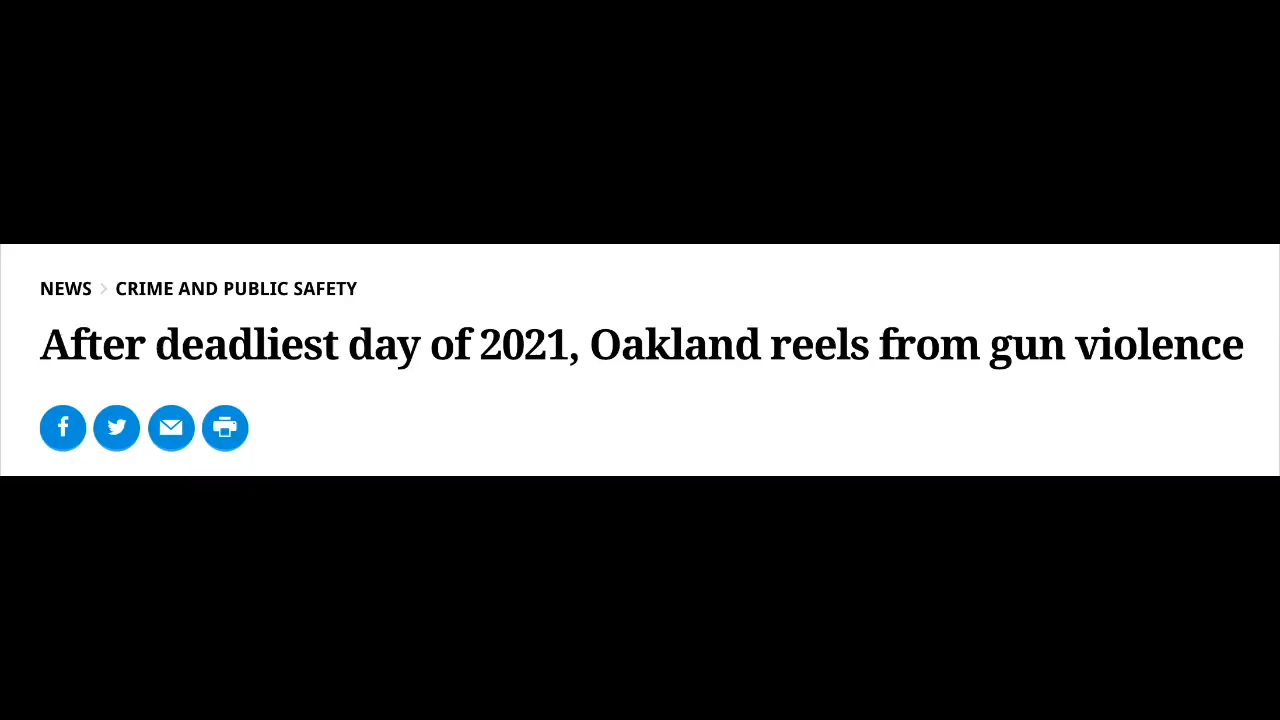 NEWS > CRIME AND PUBLIC SAFETY
After deadliest day of 2021, Oakland reels from gun violence